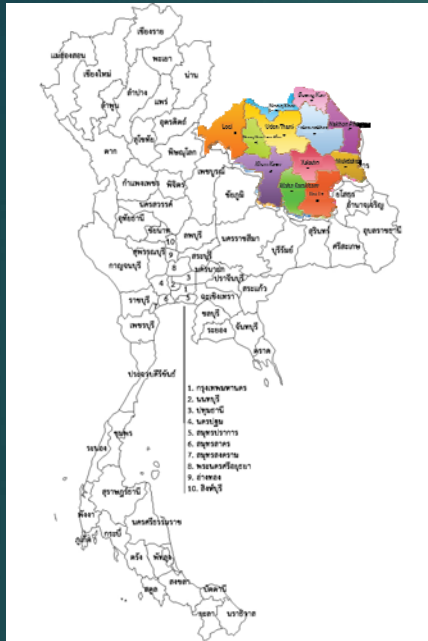 เชียงราย
แม่ฮ่องสอน
พะเยา
เชียงใหม่
น่าน
ลำปาง
ลำพูน
แพร่
อุตรดิตถ์
สุโขทัย
ตาก
พิษณุโลก
Loei
Udon Thani
Khon Kaen
Kalasin
Maha Sarakham
Mukdahan
เพชรบูรณ์
กำแพงเพชร
พิจิตร
ชัยภูมิ
ยโสธร
อำนาจเจริญ
นครสวรรค์
อุทัยธานี
ชัยนาท
ลพบุรี
นครราชสีมา
บุรีรัมย์
สุรินทร์
ศรีสะเกษ
อุบลราชธานี
10
สุพรรณบุรี
9
สระบุรี
กาญจนบุรี
8
นครนายก
3
ปราจีนบุรี
4
2
1
สระแก้ว
ฉะเชิงเทรา
ราชบุรี
6
5
ชลบุรี
เพชรบุรี
ระยอง
จันทบุรี
ตราด
ประจวบคีรีขันธ์
1. กรุงเทพมหานคร
2. นนทบุรี
3. ปทุมธานี
4. นครปฐม
5. สมุทรปราการ
6. สมุทรสาคร
7. สมุทรสงคราม
8. พระนครศรีอยุธยา
9. อ่างทอง
10. สิงห์บุรี
ชุมพร
ระนอง
สุราษฎร์ธานี
พังงา
นครศรีธรรมราช
ภูเก็ต
กระบี่
ตรัง
พัทลุง
สงขลา
สตูล
ปัตตานี
ยะลา
นราธิวาส